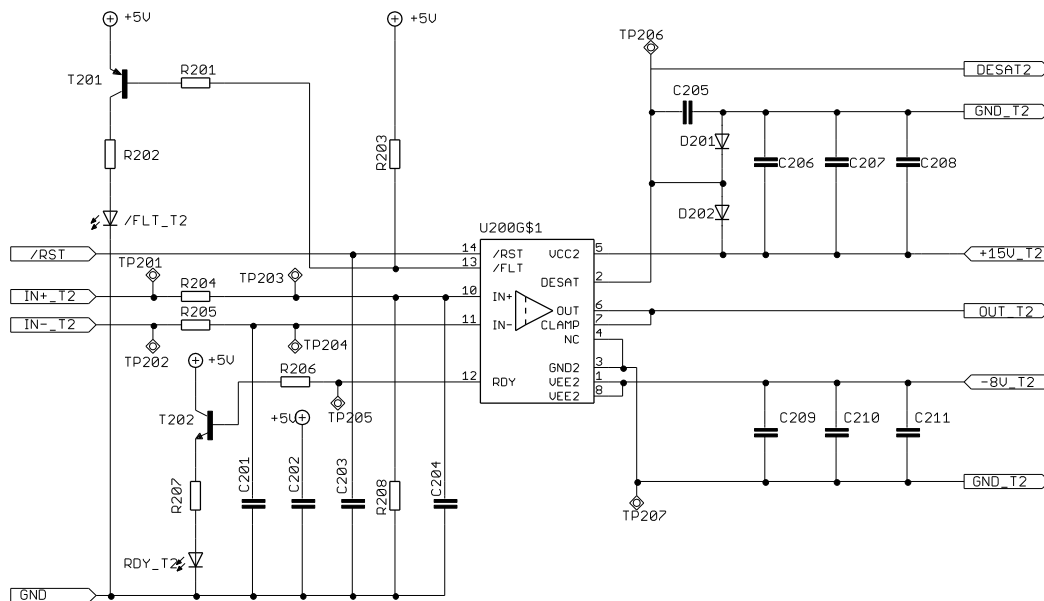 +5V
+5V
TP206
T201
R201
DESAT2
C205
GND_T2
R202
R203
D201
C206
C207
C208
/FLT_T2
D202
U200G$1
/RST
14
/RST
VCC2
5
+15V_T2
TP201
TP203
13
/FLT
DESAT
2
IN+_T2
R204
10
IN+
OUT
6
OUT_T2
IN-_T2
R205
11
IN-
CLAMP
7
TP202
TP204
NC
4
+5V
R206
GND2
3
12
RDY
VEE2
1
-8V_T2
VEE2
8
T202
+5V
TP205
C209
C210
C211
R207
C201
C202
C203
R208
C204
GND_T2
TP207
RDY_T2
GND